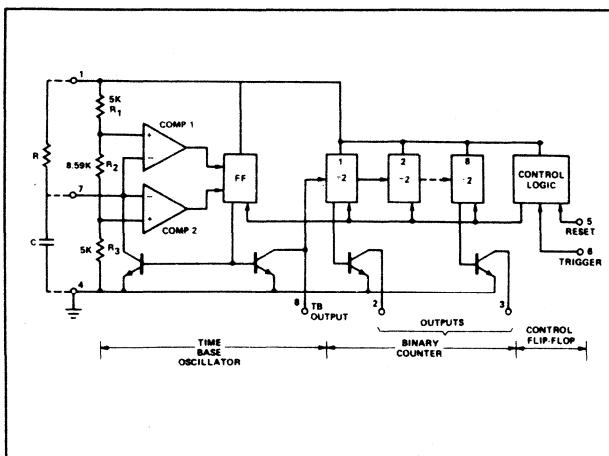 1
5K
R1
COMP 1
+
−
R
8.59K
R2
FF
1
÷2
2
÷2
8
÷2
CONTROL
LOGIC
7
−
+
COMP 2
5
RESET
C
5K
R3
6
TRIGGER
4
8
TB
OUTPUT
2
3
OUTPUTS
TIME
BASE
OSCILLATOR
BINARY
COUNTER
CONTROL
FLIP-FLOP